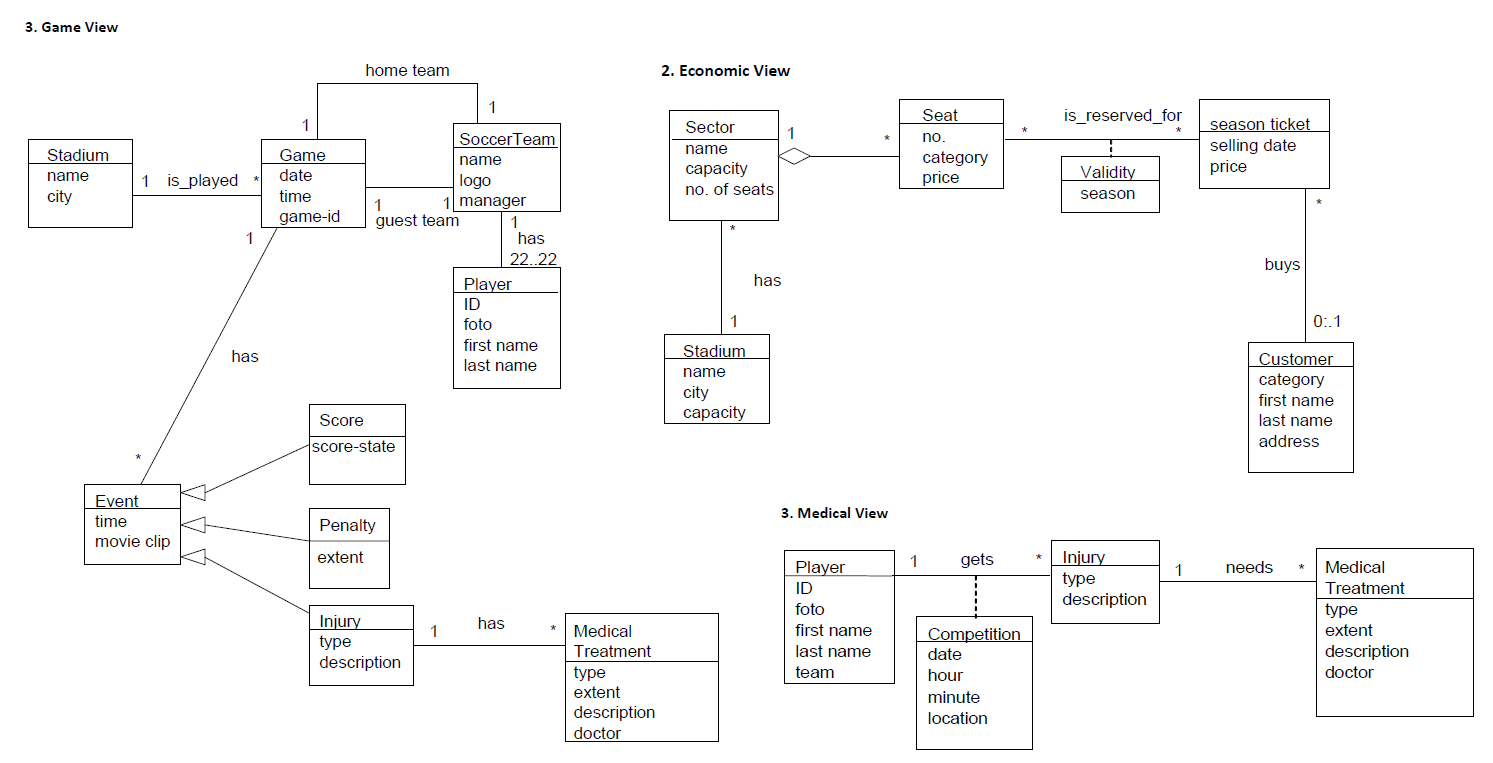 3. Game View
home team
1
1
Stadium
name
city
1 is_played *
Game
date
time
game-id
SoccerTeam
name
logo
manager
1
1
guest team
1
has
22..22
Player
ID
foto
first name
last name
1
has
*
Event
time
movie clip
Score
score-state
Penalty
extent
Injury
type
description
1 has *
Medical
Treatment
type
extent
description
doctor
2. Economic View
Sector
name
capacity
no. of seats
1
*
Seat
no.
category
price
is_reserved_for
*
*
Validity
season
season ticket
selling date
price
*
has
1
Stadium
name
city
capacity
*
buys
0:.1
Customer
category
first name
last name
address
3. Medical View
Player
ID
foto
first name
last name
team
1 gets *
Competition
date
hour
minute
location
Injury
type
description
1 needs *
Medical
Treatment
type
extent
description
doctor